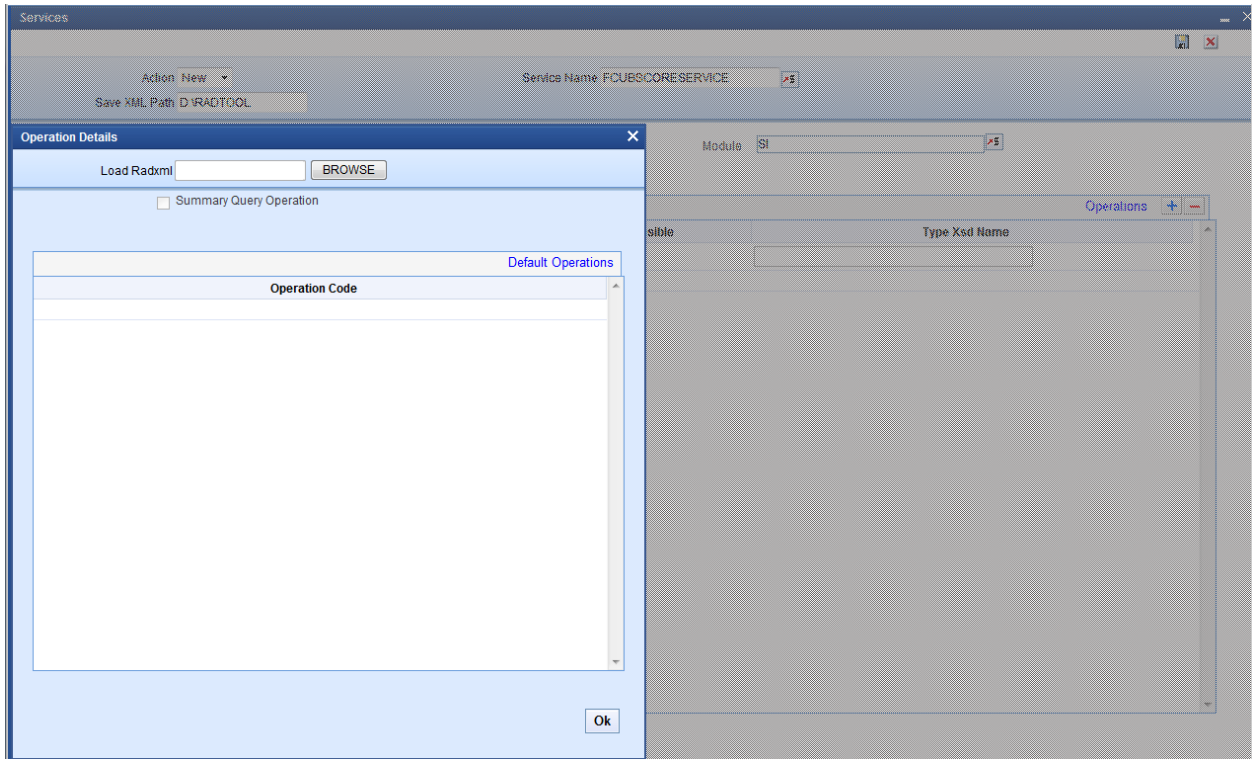 Services
Action New
Service Name FCUBSCORESERVICE
Save XML Path D:\RADTOOL
Operation Details
Load Radxml BROWSE
Module SI
Summary Query Operation
Operations
sible Type Xsd Name
Default Operations
Operation Code
Ok